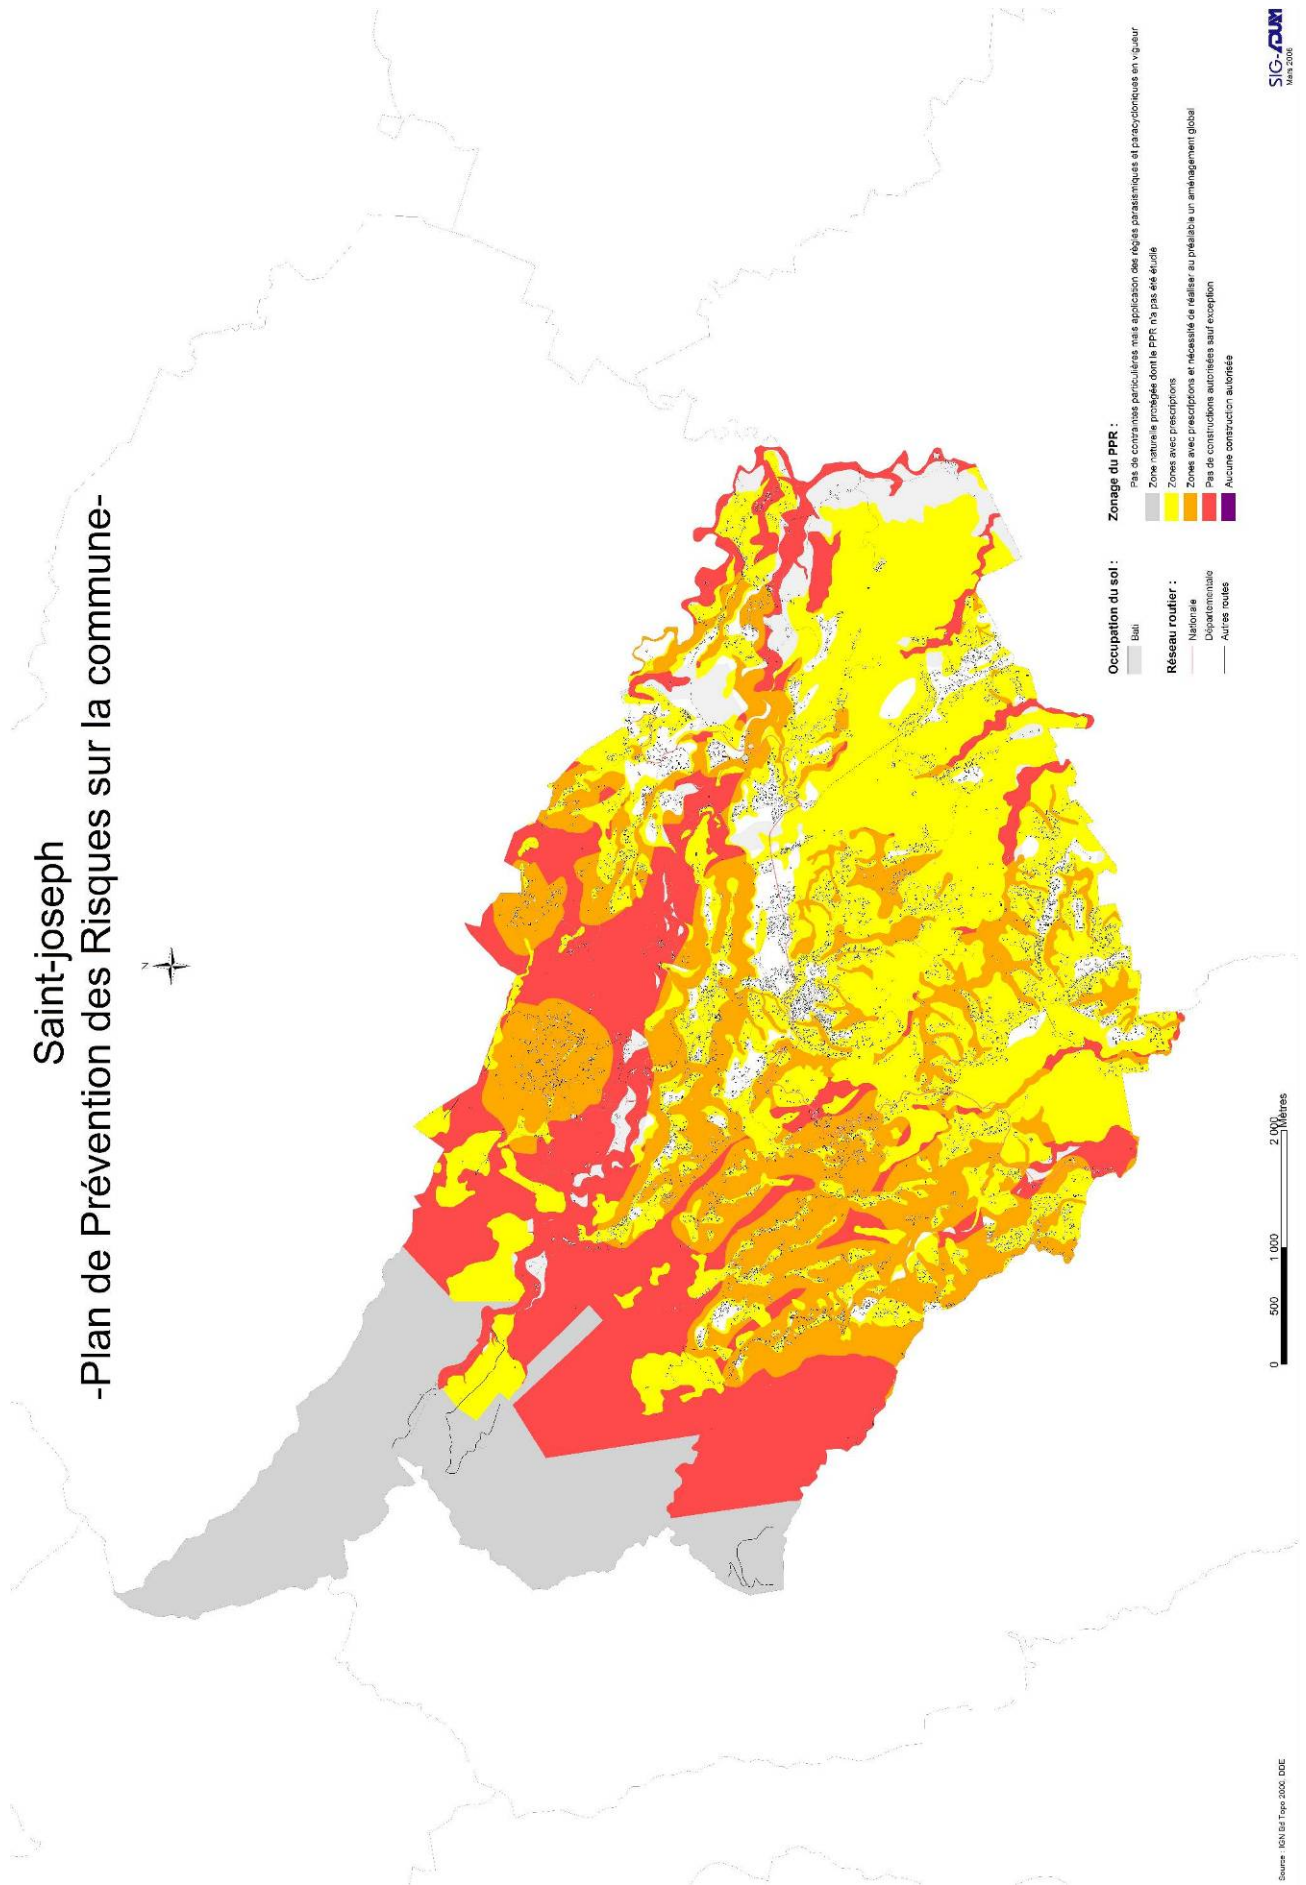 Saint-joseph
-Plan de Prévention des Risques sur la commune-
N
Occupation du sol :
Bati
Réseau routier :
Nationale
Départementale
Autres routes
Zonage du PPR :
Pas de contraintes particulières mais application des règles parasismiques et paracycloniques en vigueur
Zone naturelle protégée dont le PPR n'a pas été étudié
Zones avec prescriptions
Zones avec prescriptions et nécessité de réaliser au préalable un aménagement global
Pas de constructions autorisées sauf exception
Aucune construction autorisée
0 500 1 000 2 000
Mètres
Source : IGN Bd Topo 2000, DDE
SIG-ADUAM
Mars 2006